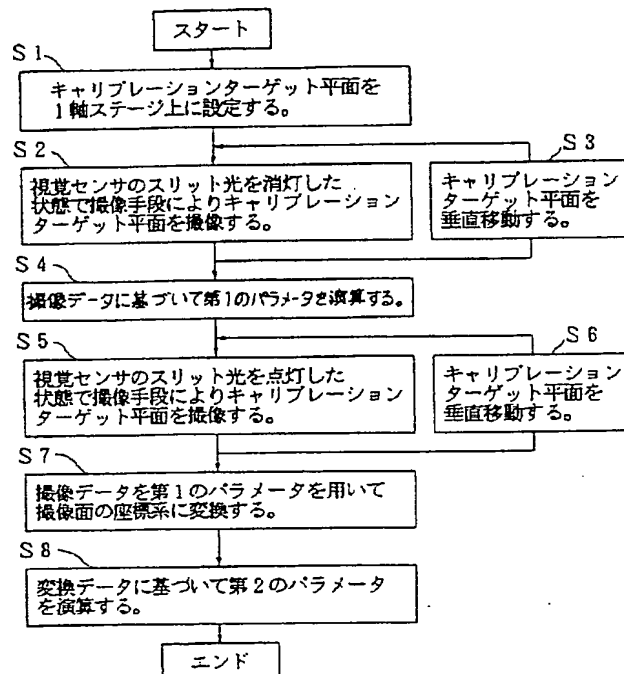 スタート
S1
キャリブレーションターゲット平面を
1軸ステージ上に設定する。
S2
視覚センサのスリット光を消灯した
状態で撮像手段によりキャリブレーション
ターゲット平面を撮像する。
S3
キャリブレーション
ターゲット平面を
垂直移動する。
S4
撮像データに基づいて第1のパラメータを演算する。
S5
視覚センサのスリット光を点灯した
状態で撮像手段によりキャリブレーション
ターゲット平面を撮像する。
S6
キャリブレーション
ターゲット平面を
垂直移動する。
S7
撮像データを第1のパラメータを用いて
撮像面の座標系に変換する。
S8
変換データに基づいて第2のパラメータ
を演算する。
エンド